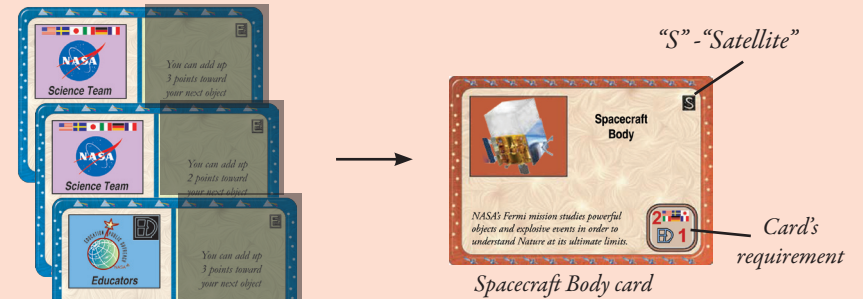 NASA
Science Team
You can add up
3 points toward
your next object
NASA
Science Team
You can add up
2 points toward
your next object
Educators
You can add up
3 points toward
your next object
"S" -"Satellite"
S
Spacecraft
Body
NASA's Fermi mission studies powerful
objects and explosive events in order to
understand Nature at its ultimate limits.
2
1
Card's
requirement
Spacecraft Body card